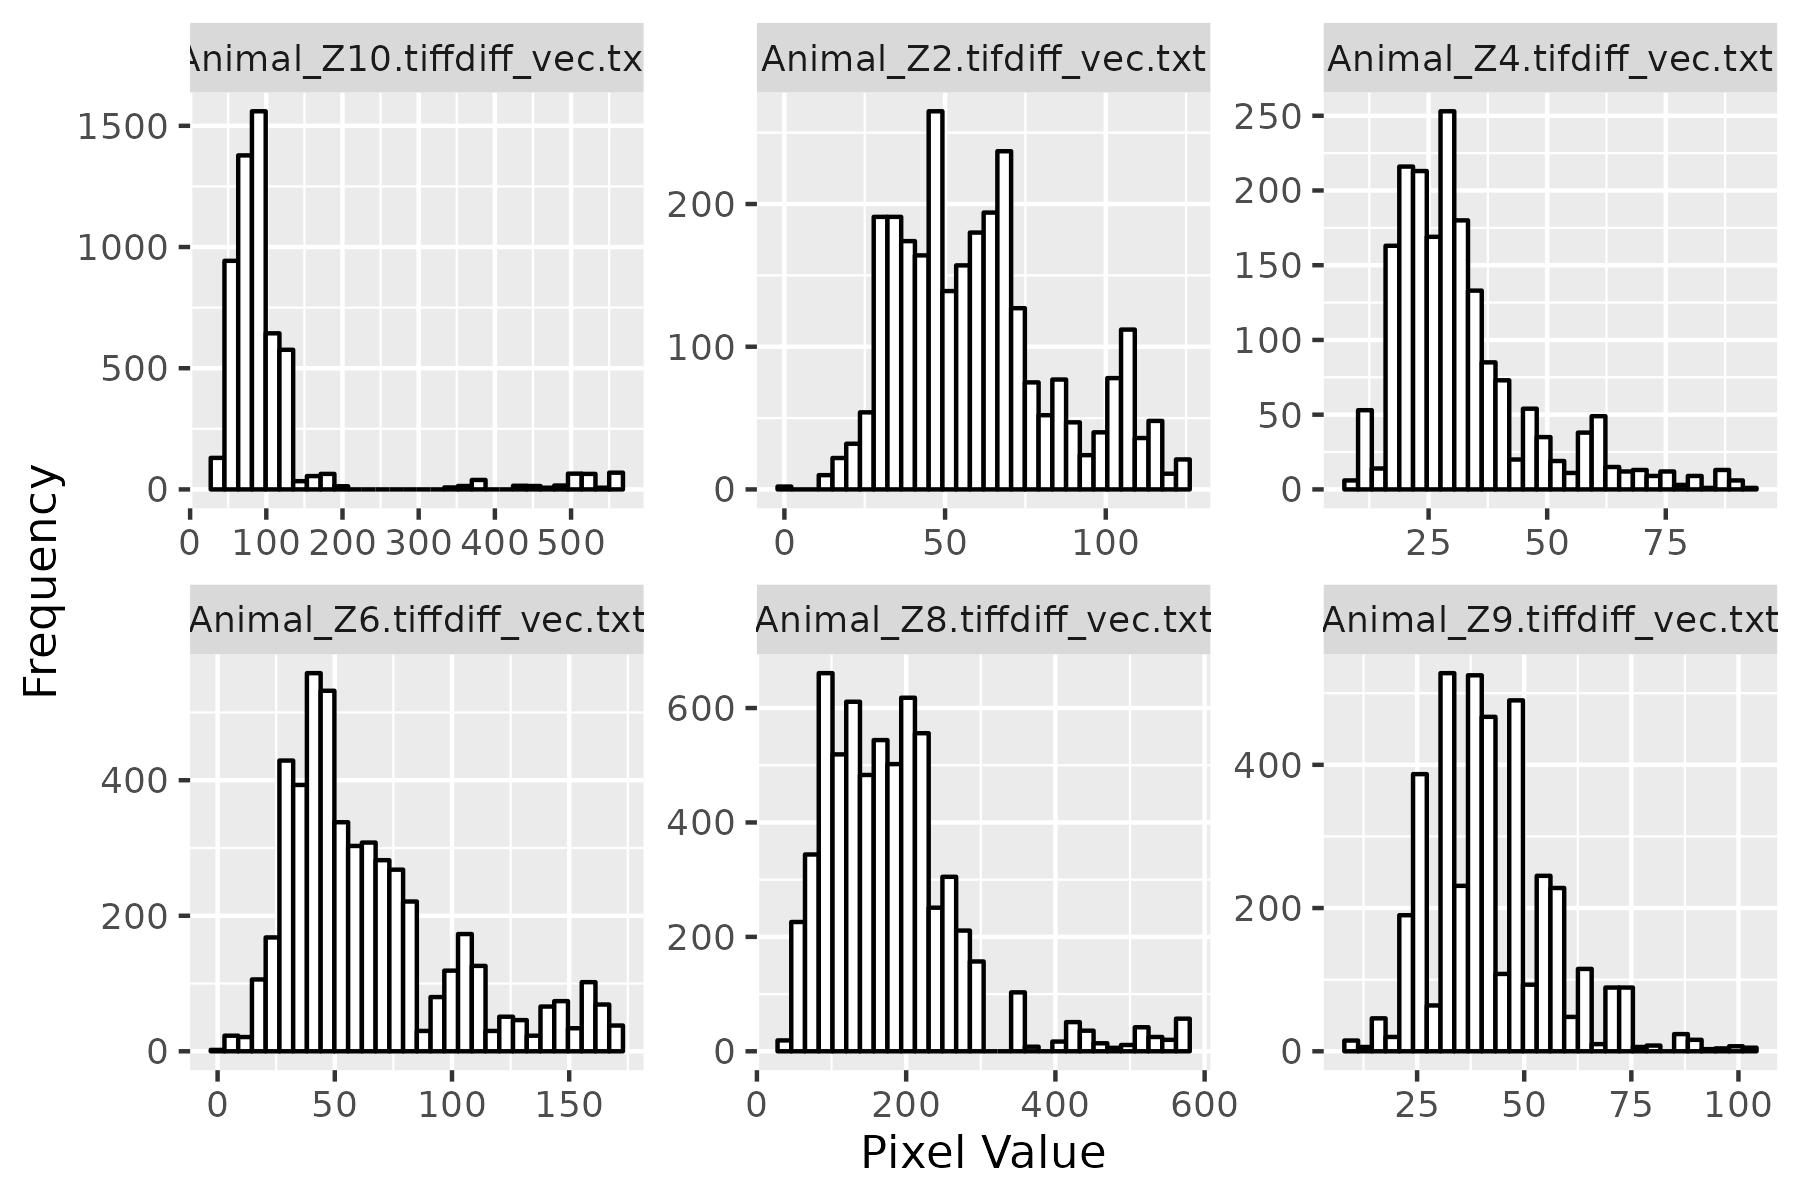 Animal_Z10.tiffdiff_vec.tx
Animal_Z2.tifdiff_vec.txt
Animal_Z4.tifdiff_vec.txt
1500
1000
500
0
0 100 200 300 400 500
200
100
0
0 50 100
250
200
150
100
50
0
25 50 75
Frequency
Animal_Z6.tiffdiff_vec.txt
Animal_Z8.tiffdiff_vec.txt
Animal_Z9.tiffdiff_vec.txt
400
200
0
0 50 100 150
600
400
200
0
0 200 400 600
400
200
0
25 50 75 100
Pixel Value